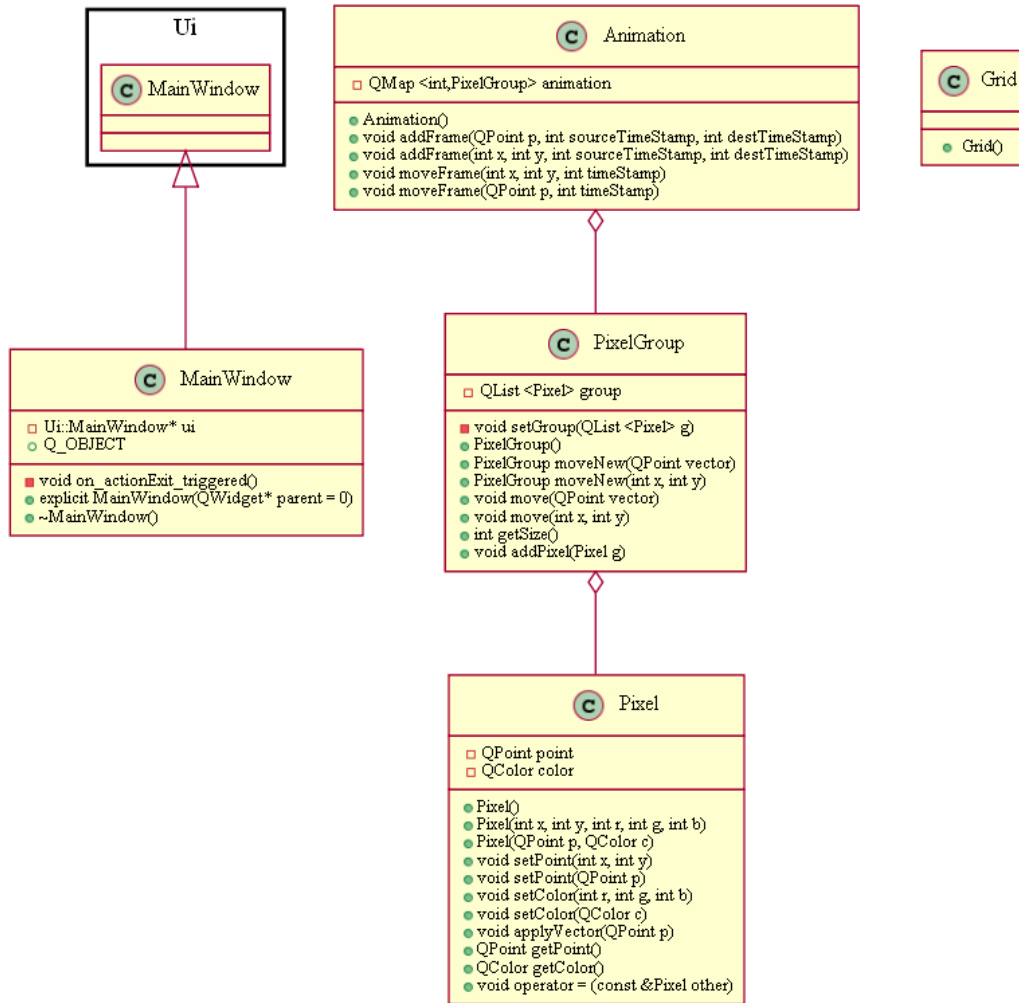 Ui
C MainWindow
C MainWindow
Ui::MainWindow* ui
Q_OBJECT
void on_actionExit_triggered()
explicit MainWindow(QWidget* parent = 0)
~MainWindow()
C Animation
QMap <int,PixelGroup> animation
Animation()
void addFrame(QPoint p, int sourceTimeStamp, int destTimeStamp)
void addFrame(int x, int y, int sourceTimeStamp, int destTimeStamp)
void moveFrame(int x, int y, int timeStamp)
void moveFrame(QPoint p, int timeStamp)
C PixelGroup
QList <Pixel> group
void setGroup(QList <Pixel> g)
PixelGroup()
PixelGroup moveNew(QPoint vector)
PixelGroup moveNew(int x, int y)
void move(QPoint vector)
void move(int x, int y)
int getSize()
void addPixel(Pixel g)
C Pixel
QPoint point
QColor color
Pixel()
Pixel(int x, int y, int r, int g, int b)
Pixel(QPoint p, QColor c)
void setPoint(int x, int y)
void setPoint(QPoint p)
void setColor(int r, int g, int b)
void setColor(QColor c)
void applyVector(QPoint p)
QPoint getPoint()
QColor getColor()
void operator = (const &Pixel other)
C Grid
Grid()